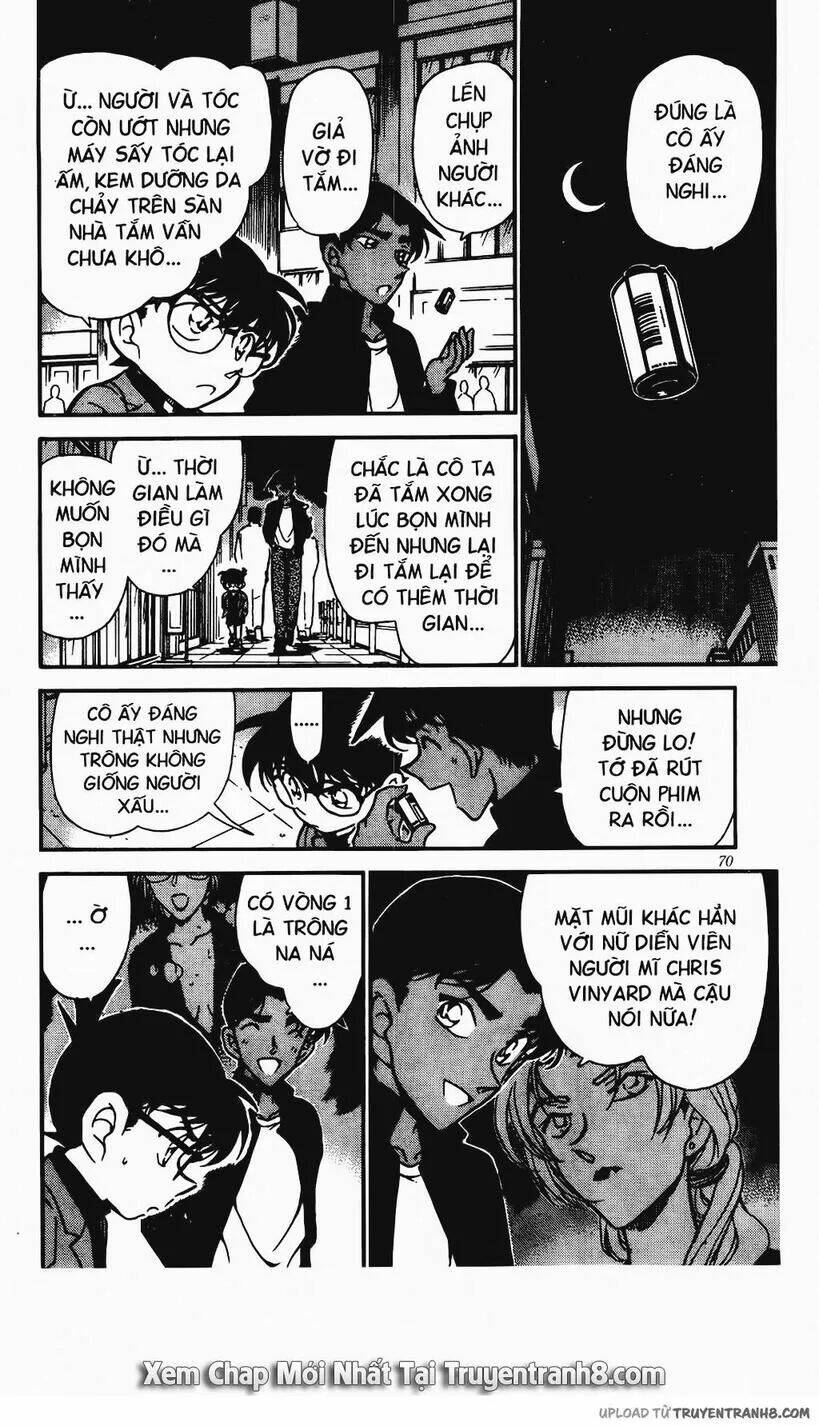 ĐÚNG LÀ
CÔ ẤY
ĐÁNG
NGHI...
LÉN
CHỤP
ẢNH
NGƯỜI
KHÁC...
GIẢ
VỜ ĐI
TẮM...
Ừ... NGƯỜI VÀ TÓC
CÒN ƯỚT NHƯNG
MÁY SẤY TÓC LẠI
ẤM, KEM DƯỠNG DA
CHẢY TRÊN SÀN
NHÀ TẮM VẪN
CHƯA KHÔ...
CHẮC LÀ CÔ TA
ĐÃ TẮM XONG
LÚC BỌN MÌNH
ĐẾN NHƯNG LẠI
ĐI TẮM LẠI ĐỂ
CÓ THÊM THỜI
GIAN...
Ừ... THỜI
GIAN LÀM
ĐIỀU GÌ
ĐÓ MÀ
...
KHÔNG
MUỐN
BỌN
MÌNH
THẤY
...
NHƯNG
ĐỪNG LO!
TỚ ĐÃ RÚT
CUỘN PHIM
RA RỒI...
......
CÔ ẤY ĐÁNG
NGHI THẬT NHƯNG
TRÔNG KHÔNG
GIỐNG NGƯỜI
XẤU...
70
MẶT MŨI KHÁC HẲN
VỚI NỮ DIỄN VIÊN
NGƯỜI MĨ CHRIS
VINYARD MÀ CẬU
NÓI NỮA!
CÓ VÒNG 1
LÀ TRÔNG
NA NÁ
...
... Ờ
...
Xem Chap Mới Nhất Tại Truyentranh8.com
UPLOAD TỪ TRUYENTRANH8.COM